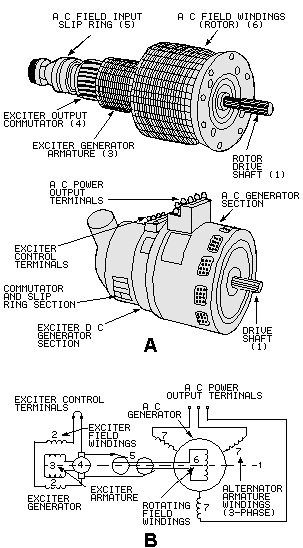 A C FIELD INPUT
SLIP RING (5)
A C FIELD WINDINGS
(ROTOR) (6)
EXCITER OUTPUT
COMMUTATOR (4)
EXCITER GENERATOR
ARMATURE (3)
ROTOR
DRIVE
SHAFT (1)
A C POWER
OUTPUT
TERMINALS
A C GENERATOR
SECTION
EXCITER
CONTROL
TERMINALS
COMMUTATOR
AND SLIP
RING SECTION
EXCITER D C
GENERATOR
SECTION
DRIVE
SHAFT
(1)
A
A C POWER
OUTPUT TERMINALS
EXCITER CONTROL
TERMINALS
A C
GENERATOR
EXCITER
FIELD
WINDINGS
2
7
7
5
3
4
6
1
2
7
EXCITER
GENERATOR
EXCITER
ARMATURE
ROTATING
FIELD
WINDINGS
ALTERNATOR
ARMATURE
WINDINGS
(3-PHASE)
B